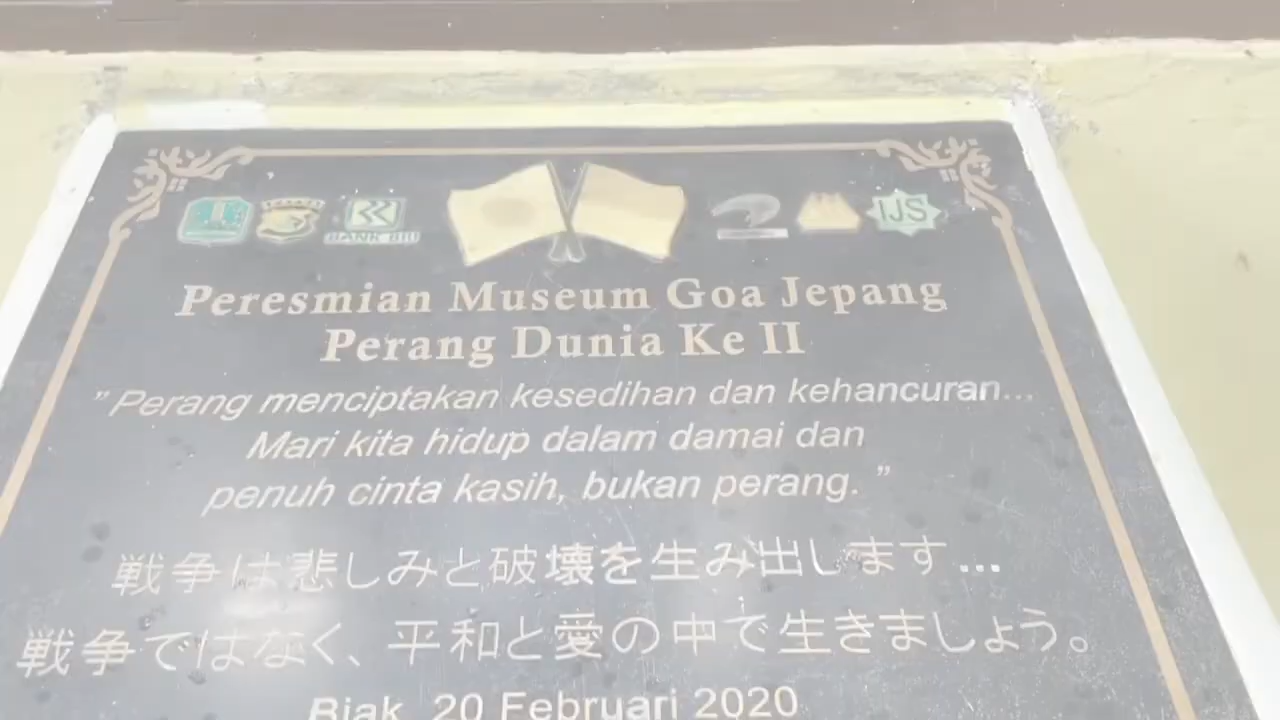 BANK BRI
IJS
Peresmian Museum Goa Jepang
Perang Dunia Ke II
"Perang menciptakan kesedihan dan kehancuran...
Mari kita hidup dalam damai dan
penuh cinta kasih, bukan perang. "
戦争は悲しみと破壊を生み出します...
戦争ではなく、平和と愛の中で生きましょう。
Biak, 20 Februari 2020